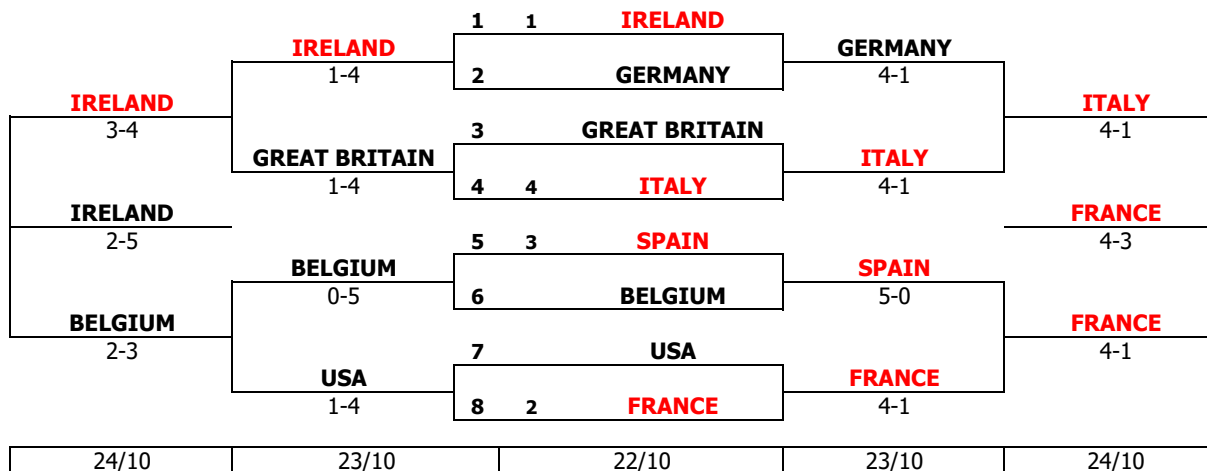 1 1 IRELAND
IRELAND GERMANY
1-4 2 GERMANY 4-1
IRELAND ITALY
3-4 3 GREAT BRITAIN 4-1
GREAT BRITAIN ITALY
1-4 4 4 ITALY 4-1
IRELAND FRANCE
2-5 5 3 SPAIN 4-3
BELGIUM SPAIN
0-5 6 BELGIUM 5-0
BELGIUM FRANCE
2-3 7 USA 4-1
USA FRANCE
1-4 8 2 FRANCE 4-1
24/10 23/10 22/10 23/10 24/10